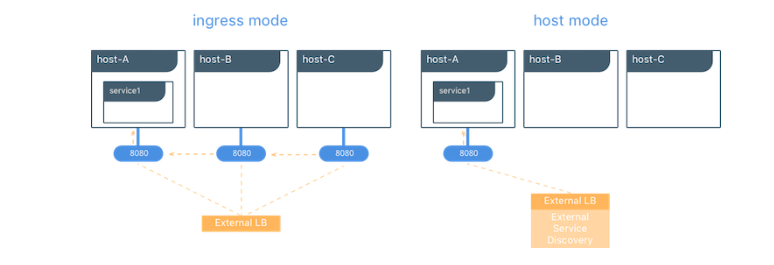 ingress mode
host mode
host-A
host-B
host-C
host-A
host-B
host-C
service1
service1
8080
8080
8080
8080
External LB
External LB
External
Service
Discovery